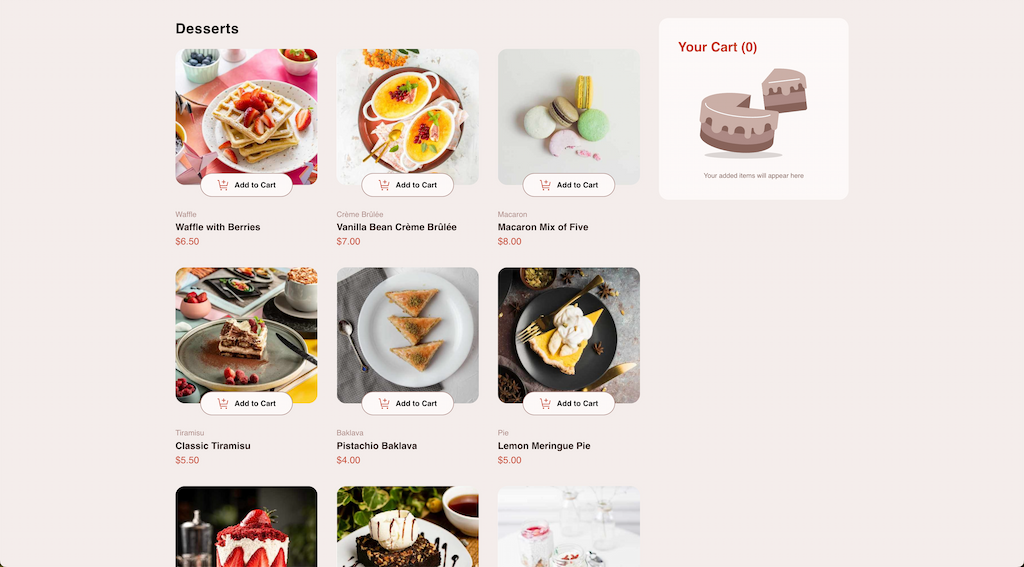 Desserts
Your Cart (0)
Your added items will appear here
Add to Cart
Add to Cart
Add to Cart
Waffle
Waffle with Berries
$6.50
Crème Brûlée
Vanilla Bean Crème Brûlée
$7.00
Macaron
Macaron Mix of Five
$8.00
Add to Cart
Add to Cart
Add to Cart
Tiramisu
Classic Tiramisu
$5.50
Baklava
Pistachio Baklava
$4.00
Pie
Lemon Meringue Pie
$5.00